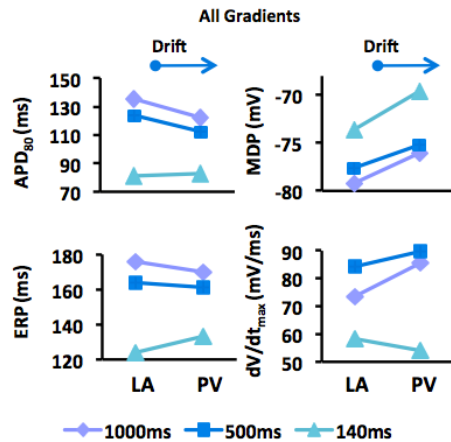 All Gradients
Drift
Drift
APD80 (ms)
150
130
110
90
70
MDP (mV)
-70
-75
-80
ERP (ms)
180
160
140
120
LA
PV
dV/dtmax (mV/ms)
90
80
70
60
50
LA
PV
1000ms
500ms
140ms